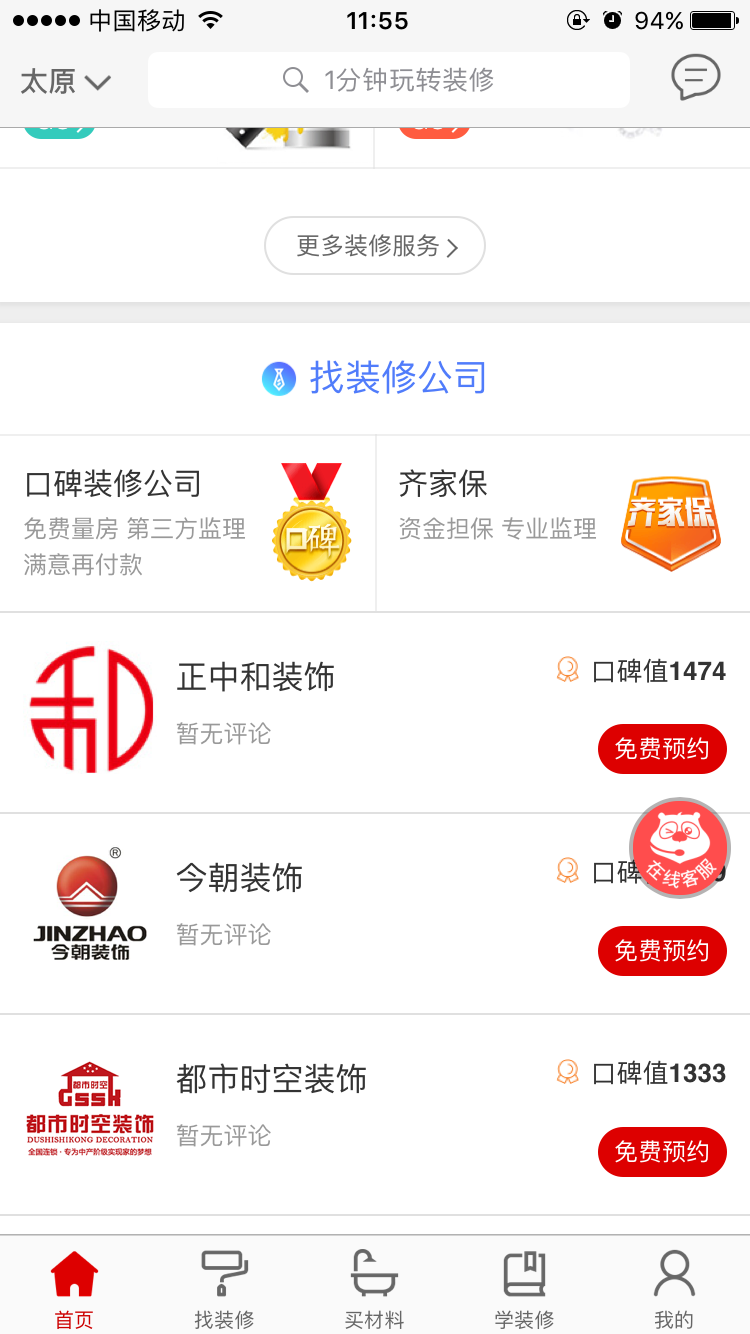 中国移动
11:55
94%
太原
1分钟玩转装修
更多装修服务
找装修公司
口碑装修公司
免费量房 第三方监理
满意再付款
口碑
齐家保
资金担保 专业监理
齐家保
正中和装饰
暂无评论
口碑值1474
免费预约
JINZHAO
今朝装饰
今朝装饰
暂无评论
口碑
在线客服
免费预约
都市时空
GSSK
都市时空装饰
DUSHISHIKONG DECORATION
全国连锁·专为中产阶级实现家的梦想
都市时空装饰
暂无评论
口碑值1333
免费预约
首页
找装修
买材料
学装修
我的